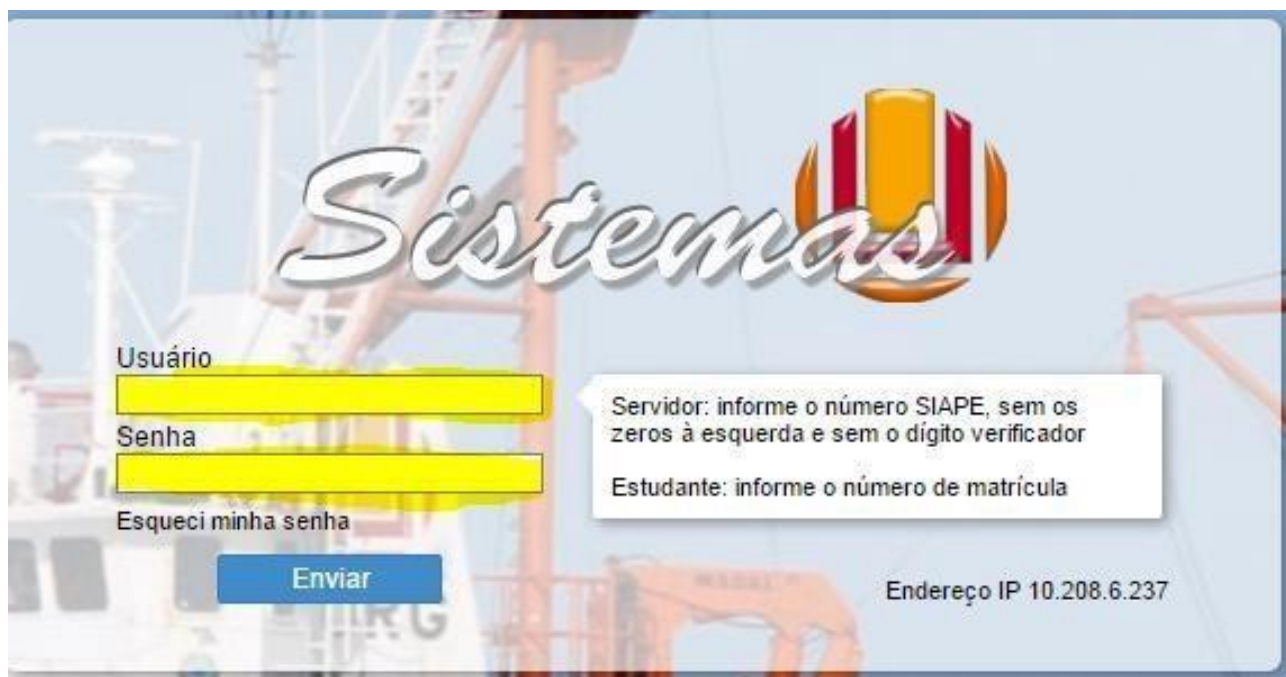 Sistemas
Usuário
Senha
Esqueci minha senha
Enviar
Servidor: informe o número SIAPE, sem os
zeros à esquerda e sem o dígito verificador
Estudante: informe o número de matrícula
Endereço IP 10.208.6.237